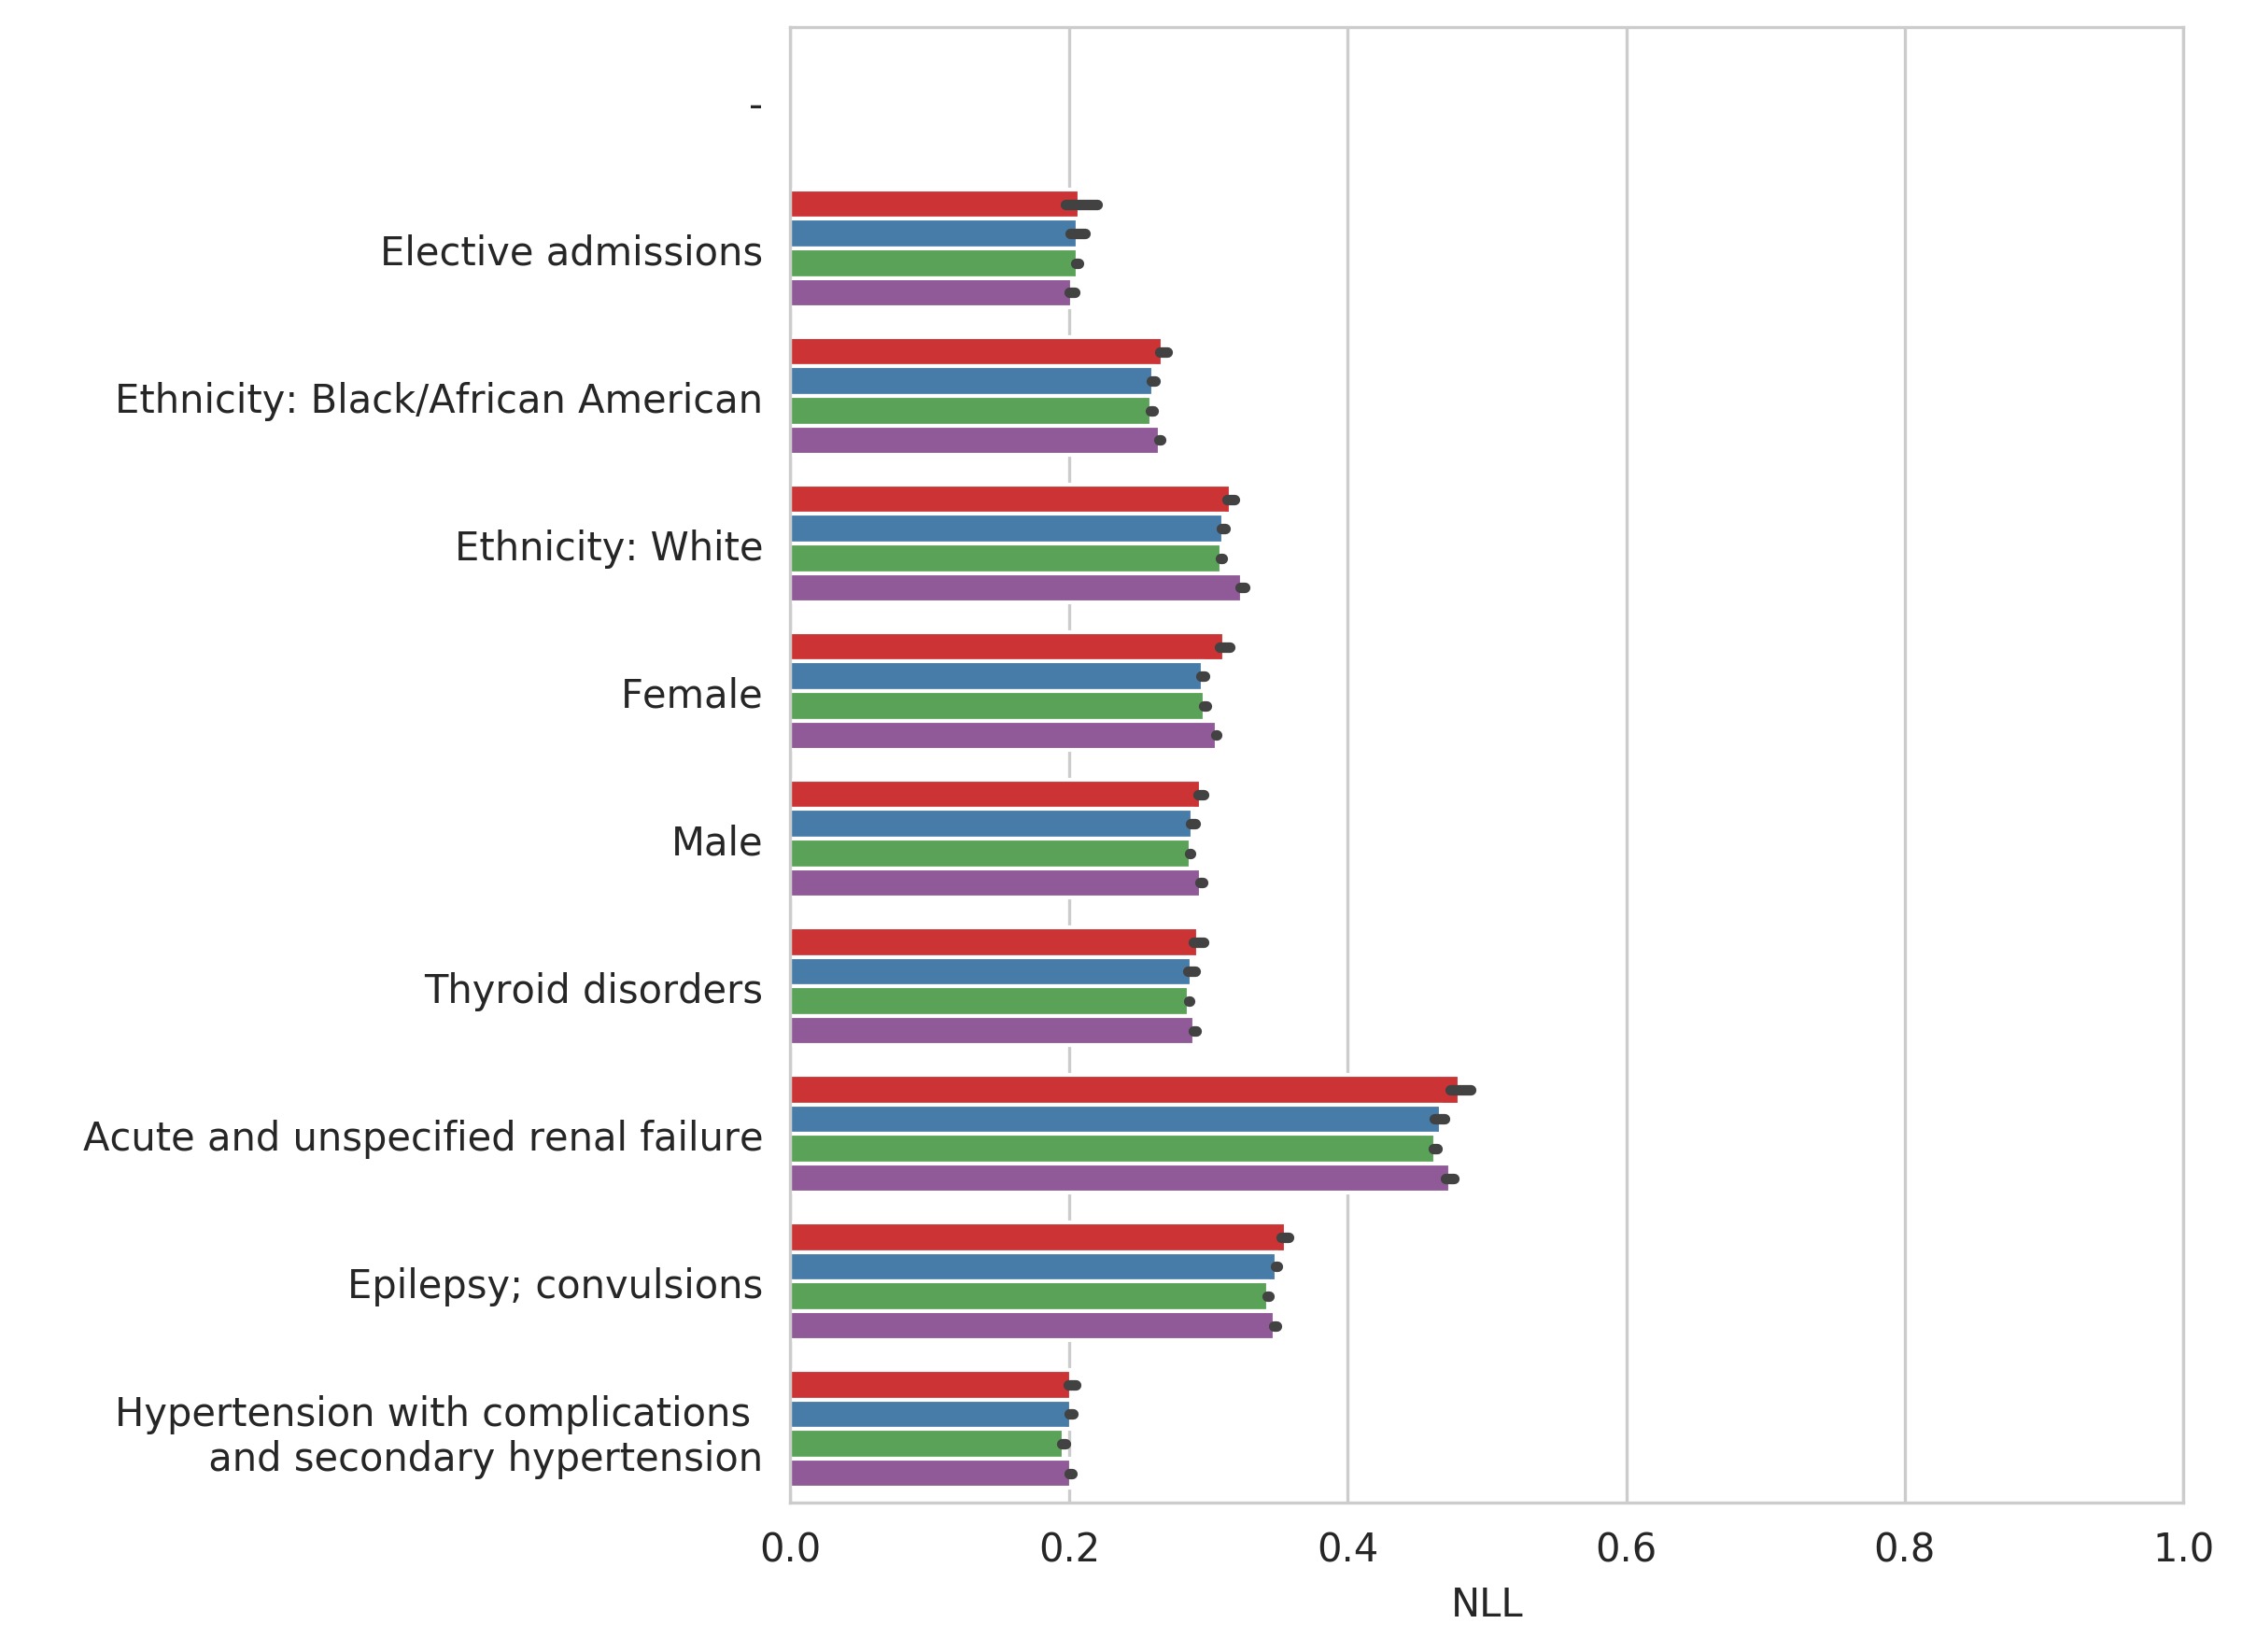 -
Elective admissions
Ethnicity: Black/African American
Ethnicity: White
Female
Male
Thyroid disorders
Acute and unspecified renal failure
Epilepsy; convulsions
Hypertension with complications
and secondary hypertension
0.0 0.2 0.4 0.6 0.8 1.0
NLL